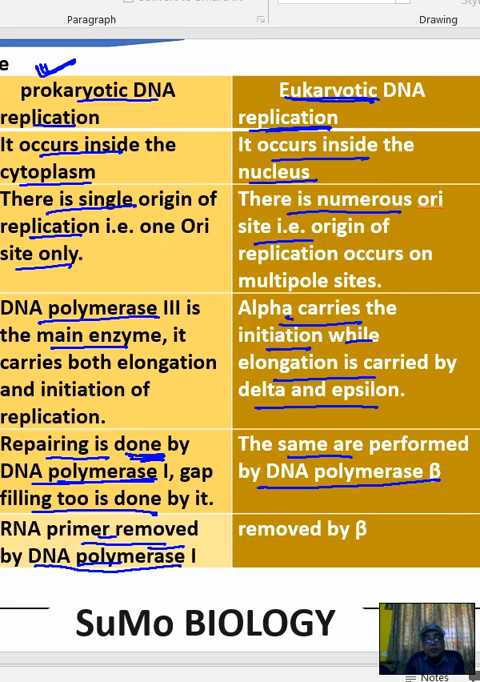 Paragraph
Drawing
e
prokaryotic DNA
replication
Eukaryotic DNA
replication
It occurs inside the
cytoplasm
It occurs inside the
nucleus
There is single origin of
replication i.e. one Ori
site only.
There is numerous ori
site i.e. origin of
replication occurs on
multipole sites.
DNA polymerase III is
the main enzyme, it
carries both elongation
and initiation of
replication.
Alpha carries the
initiation while
elongation is carried by
delta and epsilon.
Repairing is done by
DNA polymerase I, gap
filling too is done by it.
The same are performed
by DNA polymerase β
RNA primer removed
by DNA polymerase I
removed by β
SuMo BIOLOGY
Notes